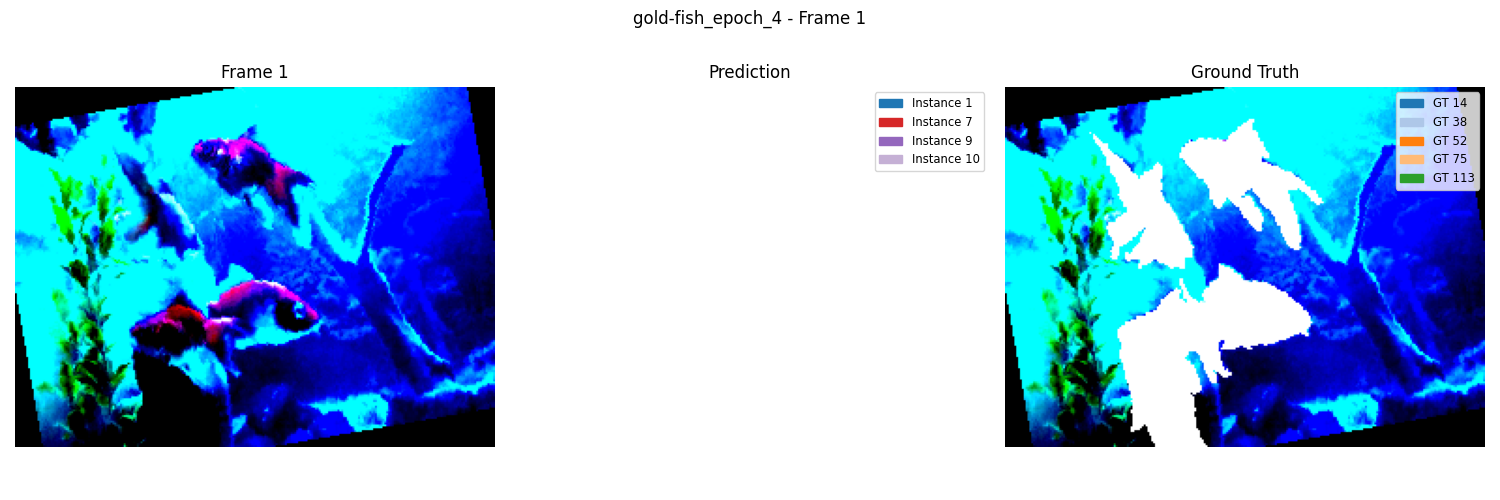 gold-fish_epoch_4 - Frame 1
Frame 1
Prediction
Ground Truth
Instance 1
Instance 7
Instance 9
Instance 10
GT 14
GT 38
GT 52
GT 75
GT 113